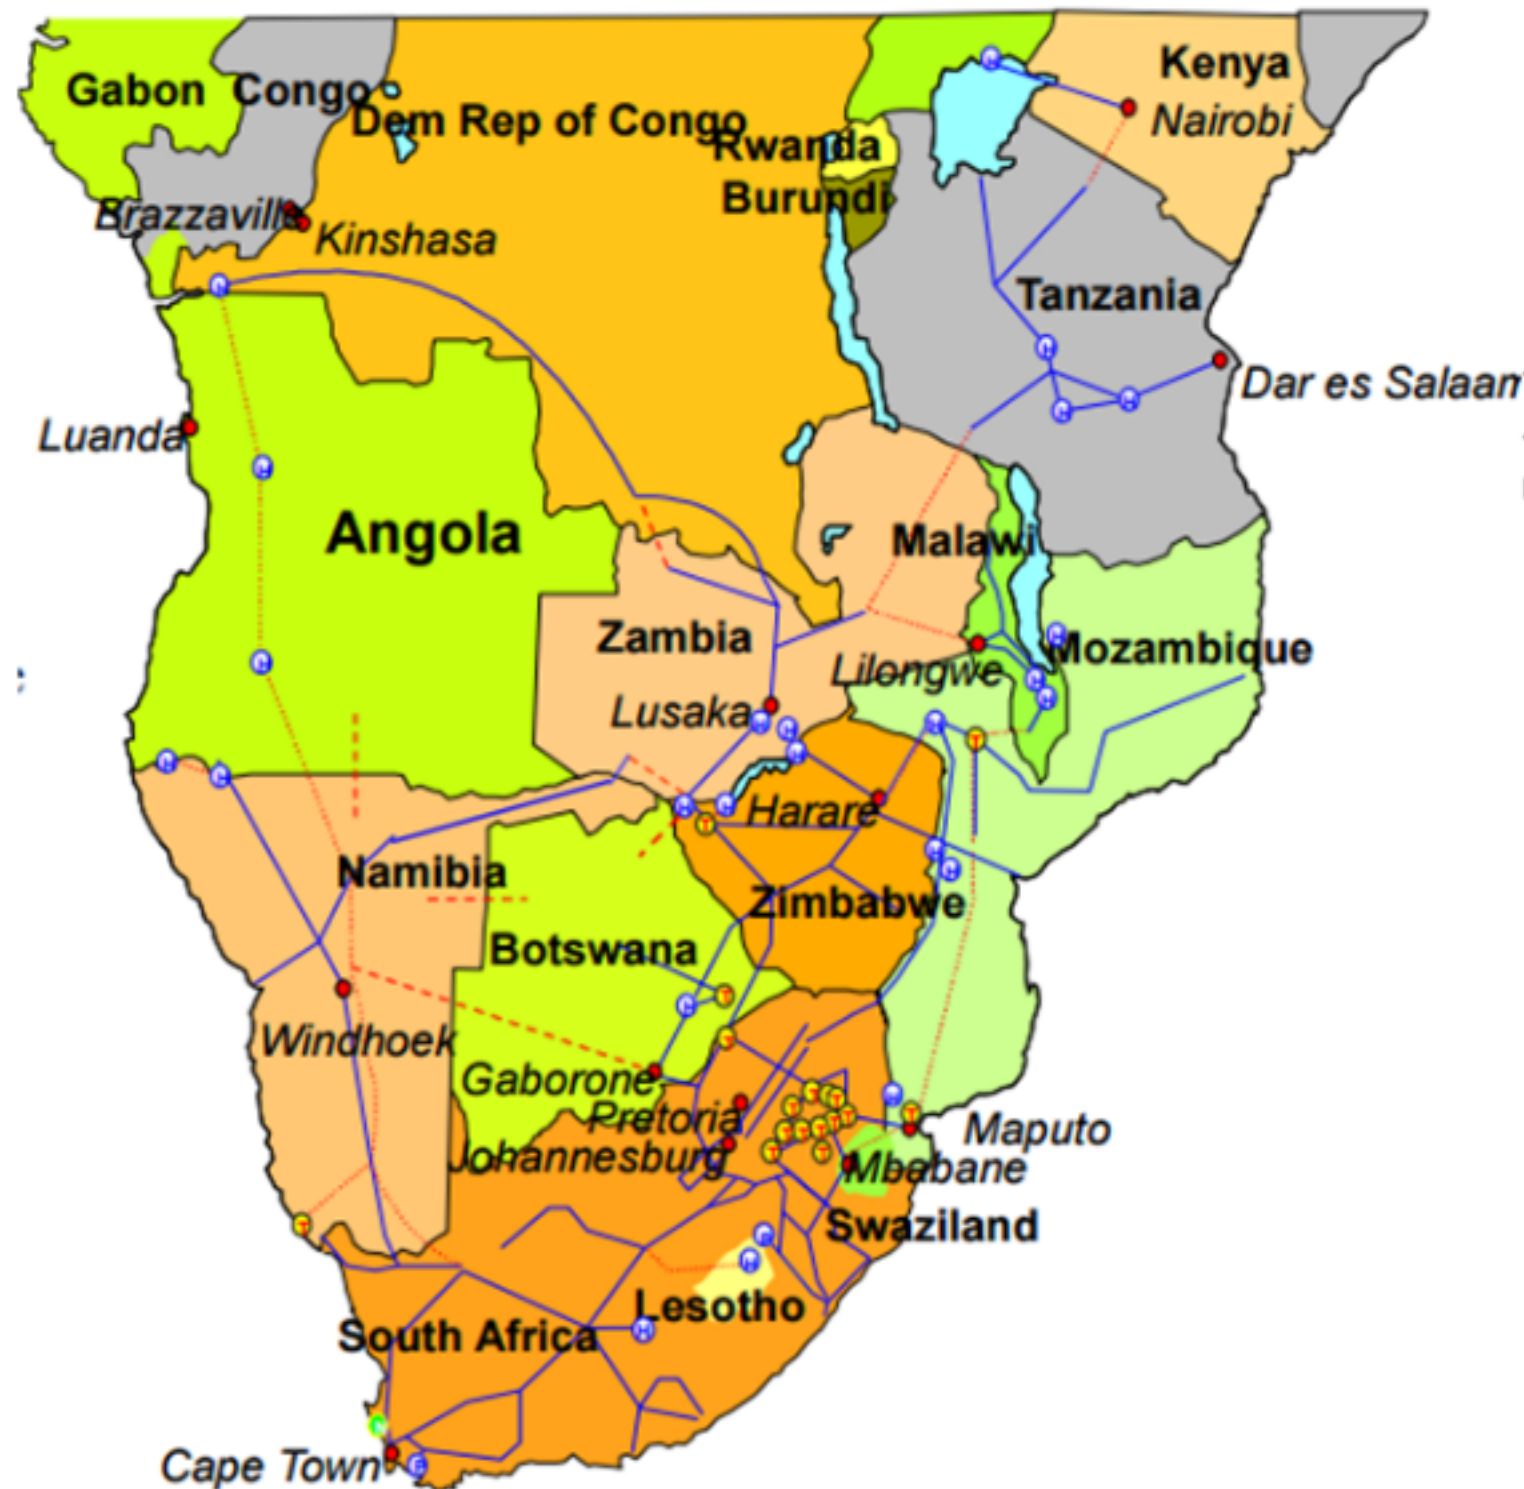 Kenya
Gabon
Congo
Dem Rep of Congo
Nairobi
Rwanda
Burundi
Brazzaville
Kinshasa
Tanzania
Dar es Salaam
Luanda
Angola
Malawi
Zambia
Mozambique
Lilongwe
Lusaka
Harare
Namibia
Zimbabwe
Botswana
Windhoek
Gaborone
Pretoria
Maputo
Johannesburg
Mbabane
Swaziland
Lesotho
South Africa
Cape Town